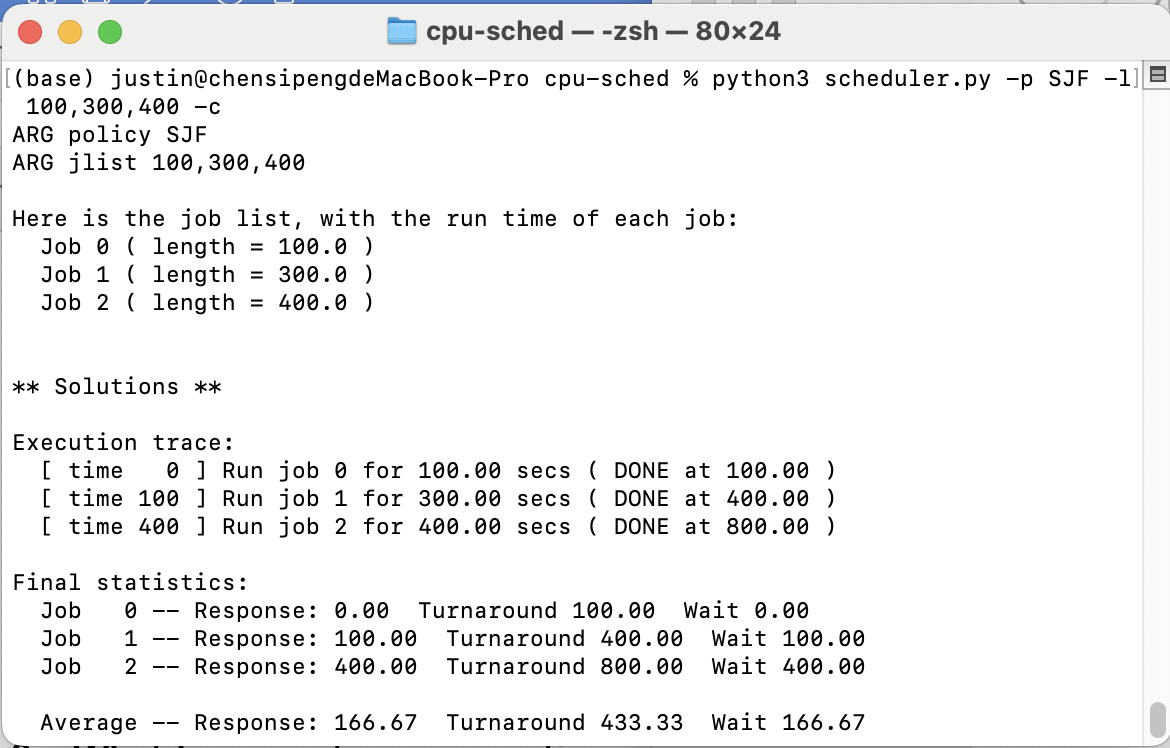 cpu-sched — -zsh — 80×24
(base) justin@chensipengdeMacBook-Pro cpu-sched % python3 scheduler.py -p SJF -l
100,300,400 -c
ARG policy SJF
ARG jlist 100,300,400
Here is the job list, with the run time of each job:
Job 0 ( length = 100.0 )
Job 1 ( length = 300.0 )
Job 2 ( length = 400.0 )
** Solutions **
Execution trace:
[ time   0 ] Run job 0 for 100.00 secs ( DONE at 100.00 )
[ time 100 ] Run job 1 for 300.00 secs ( DONE at 400.00 )
[ time 400 ] Run job 2 for 400.00 secs ( DONE at 800.00 )
Final statistics:
Job   0 -- Response: 0.00  Turnaround 100.00  Wait 0.00
Job   1 -- Response: 100.00  Turnaround 400.00  Wait 100.00
Job   2 -- Response: 400.00  Turnaround 800.00  Wait 400.00
Average -- Response: 166.67  Turnaround 433.33  Wait 166.67